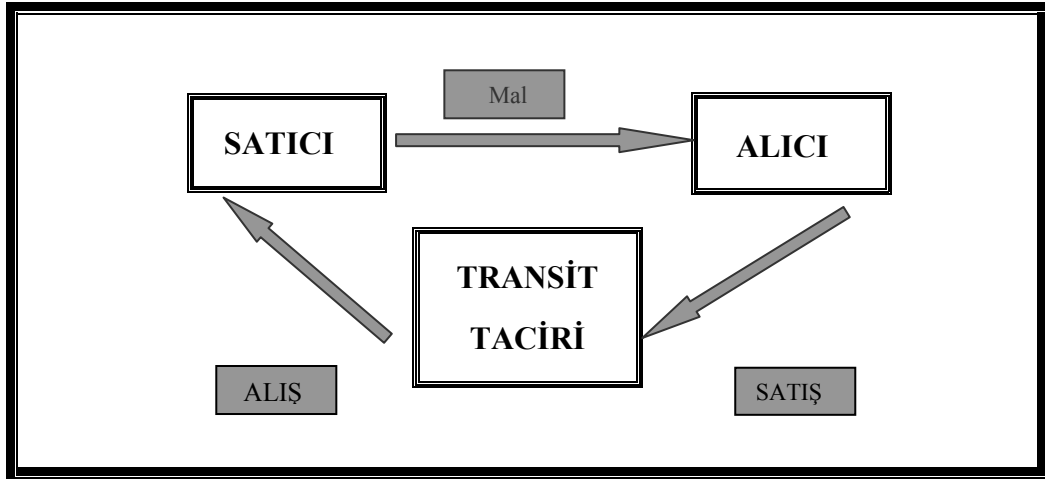 Mal
SATICI
ALICI
TRANSİT
TACİRİ
ALIŞ
SATIŞ